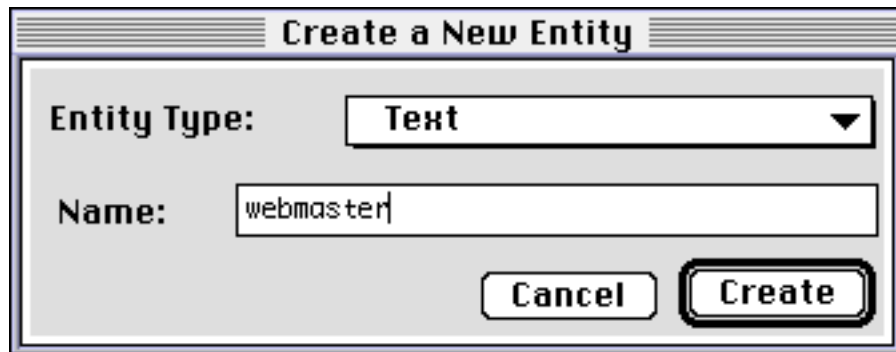 Create a New Entity
Entity Type: Text
Name: webmaster
Cancel Create